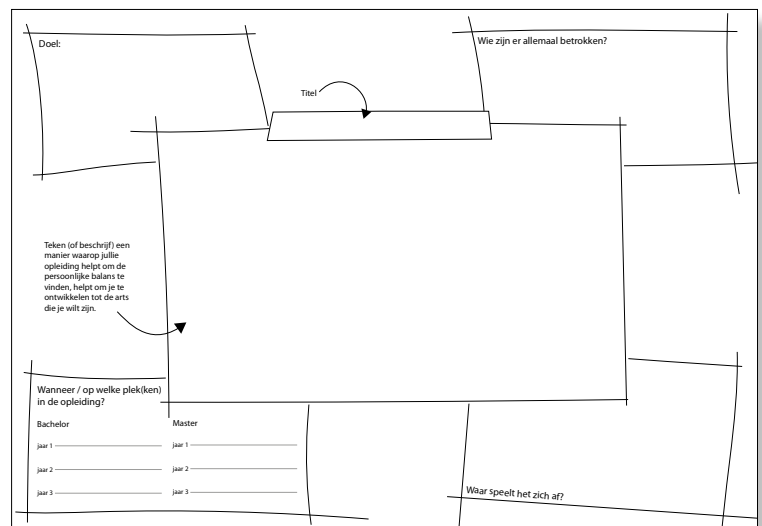 Doel:
Wie zijn er allemaal betrokken?
Titel
Teken (of beschrijf) een
manier waarop jullie
opleiding helpt om de
persoonlijke balans te
vinden, helpt om je te
ontwikkelen tot de arts
die je wilt zijn.
Wanneer / op welke plek(ken)
in de opleiding?
Bachelor
jaar 1
jaar 2
jaar 3
Master
jaar 1
jaar 2
jaar 3
Waar speelt het zich af?